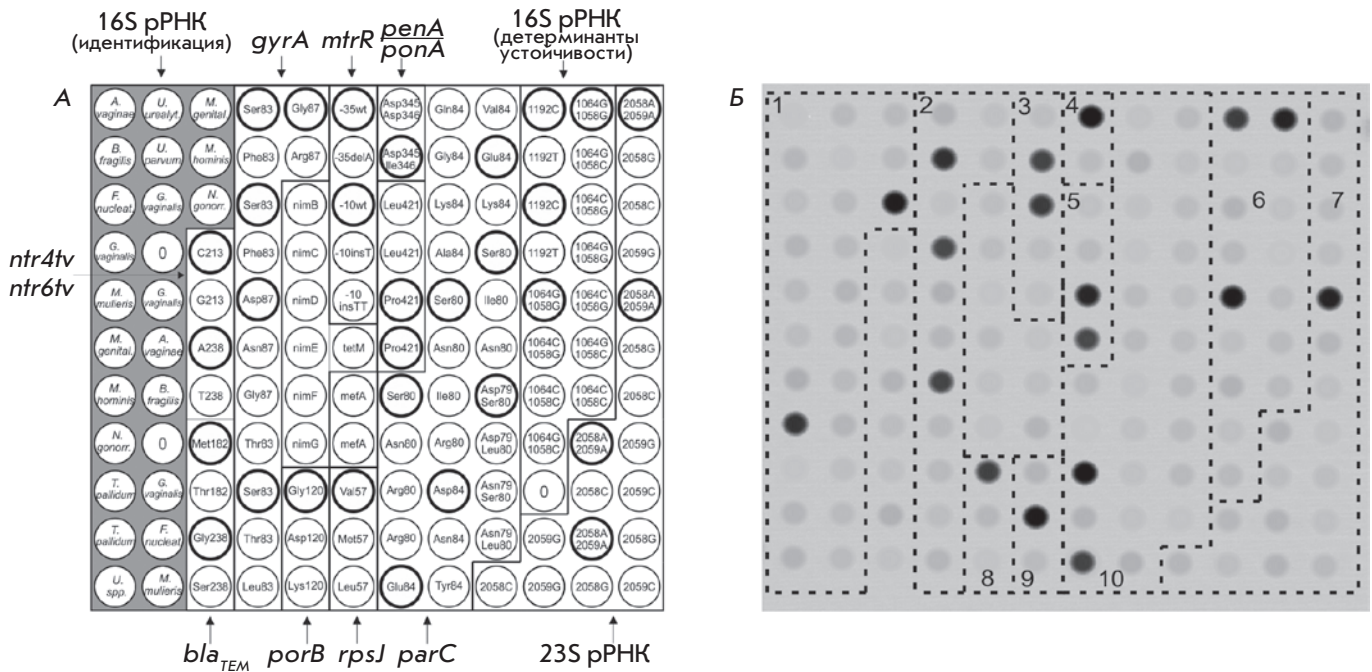 16S рРНК
(идентификация)
gyrA
mtrR
penA
ponA
16S рРНК
(детерминанты
устойчивости)
А
A. vaginae U. urealyt. M. genital. Ser83 Gly87 -35wt Asp345 Asp346 Gln84 Val84 1192C 1064G 1058G 2058A 2059A
B. fragilis U. parvum M. hominis Phe83 Arg87 -35delA Asp345 Ile346 Gly84 Glu84 1192T 1064G 1058C 2058G
F. nucleat. G. vaginalis N. gonorr. Ser83 nimB -10wt Leu421 Lys84 Lys84 1192C 1064C 1058G 2058C
G. vaginalis 0 C213 Phe83 nimC -10insT Leu421 Ala84 Ser80 1192T 2059G
M. mulieris G. vaginalis G213 Asp87 nimD -10 insTT Pro421 Ser80 Ile80 1064G 1058G 2058A 2059A
M. genital. A. vaginae A238 Asn87 nimE tetM Pro421 Asn80 Asn80 1064C 1058G 2058G
M. hominis B. fragilis T238 Gly87 nimF mefA Ser80 Ile80 Asp79 Ser80 1064C 1058C 1064C 1058C 2058C
N. gonorr. 0 Met182 Thr83 nimG mefA Asn80 Arg80 Asp79 Leu80 1064G 1058C 2058A 2059A 2059G
T. pallidum G. vaginalis Thr182 Ser83 Gly120 Val57 Arg80 Asp84 Asn79 Ser80 0 2058C 2059C
T. pallidum F. nucleat. Gly238 Thr83 Asp120 Met57 Arg80 Asn84 Asn79 Leu80 2059G 2058A 2059A 2058G
U. spp. M. mulieris Ser238 Leu83 Lys120 Leu57 Glu84 Tyr84 2058C 2059G 2058G 2059C
ntr4tv
ntr6tv
bla TEM
porB
rpsJ
parC
23S рРНК
Б
1 2 3 4
5 6 7
8 9 10